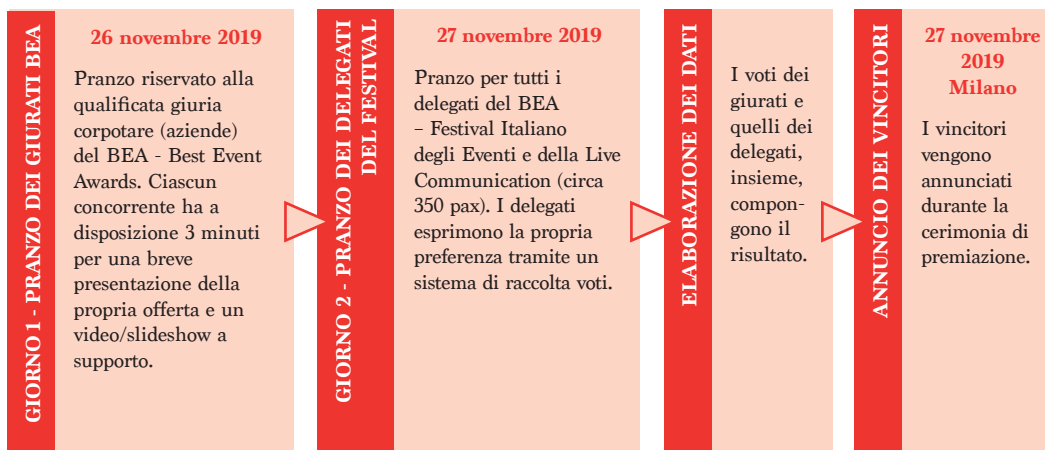 GIORNO 1 - PRANZO DEI GIURATI BEA
26 novembre 2019
Pranzo riservato alla
qualificata giuria
corpotare (aziende)
del BEA - Best Event
Awards. Ciascun
concorrente ha a
disposizione 3 minuti
per una breve
presentazione della
propria offerta e un
video/slideshow a
supporto.
GIORNO 2 - PRANZO DEI DELEGATI
DEL FESTIVAL
27 novembre 2019
Pranzo per tutti i
delegati del BEA
– Festival Italiano
degli Eventi e della Live
Communication (circa
350 pax). I delegati
esprimono la propria
preferenza tramite un
sistema di raccolta voti.
ELABORAZIONE DEI DATI
I voti dei
giurati e
quelli dei
delegati,
insieme,
compon-
gono il
risultato.
ANNUNCIO DEI VINCITORI
27 novembre
2019
Milano
I vincitori
vengono
annunciati
durante la
cerimonia di
premiazione.